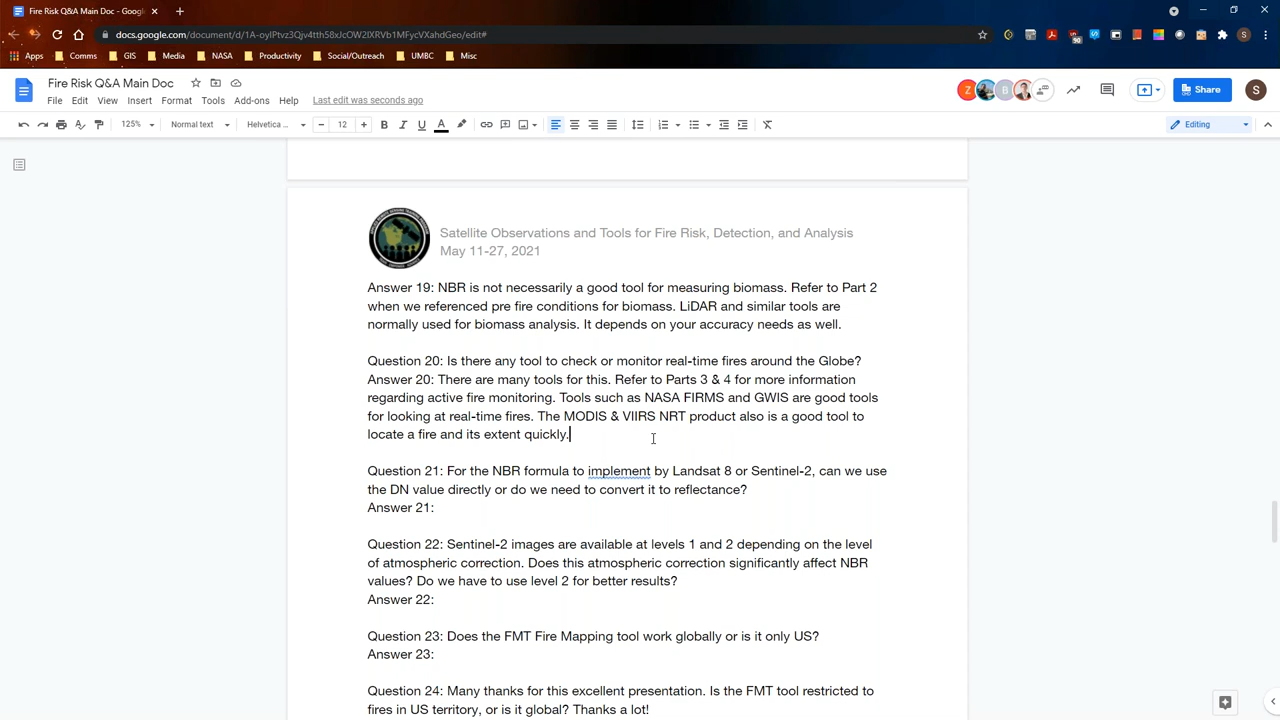 Fire Risk Q&A Main Doc - Googl
docs.google.com/document/d/1A-oyIPtvz3Qjv4tth58xJcOW2IXRVb1MFycVXahdGeo/edit#
Apps Comms GIS Media NASA Productivity Social/Outreach UMBC Misc
Fire Risk Q&A Main Doc
File Edit View Insert Format Tools Add-ons Help Last edit was seconds ago
Z B Share S
125% Normal text Helvetica ... 12 B I U A Editing
Satellite Observations and Tools for Fire Risk, Detection, and Analysis
May 11-27, 2021
Answer 19: NBR is not necessarily a good tool for measuring biomass. Refer to Part 2
when we referenced pre fire conditions for biomass. LiDAR and similar tools are
normally used for biomass analysis. It depends on your accuracy needs as well.
Question 20: Is there any tool to check or monitor real-time fires around the Globe?
Answer 20: There are many tools for this. Refer to Parts 3 & 4 for more information
regarding active fire monitoring. Tools such as NASA FIRMS and GWIS are good tools
for looking at real-time fires. The MODIS & VIIRS NRT product also is a good tool to
locate a fire and its extent quickly.
Question 21: For the NBR formula to implement by Landsat 8 or Sentinel-2, can we use
the DN value directly or do we need to convert it to reflectance?
Answer 21:
Question 22: Sentinel-2 images are available at levels 1 and 2 depending on the level
of atmospheric correction. Does this atmospheric correction significantly affect NBR
values? Do we have to use level 2 for better results?
Answer 22:
Question 23: Does the FMT Fire Mapping tool work globally or is it only US?
Answer 23:
Question 24: Many thanks for this excellent presentation. Is the FMT tool restricted to
fires in US territory, or is it global? Thanks a lot!